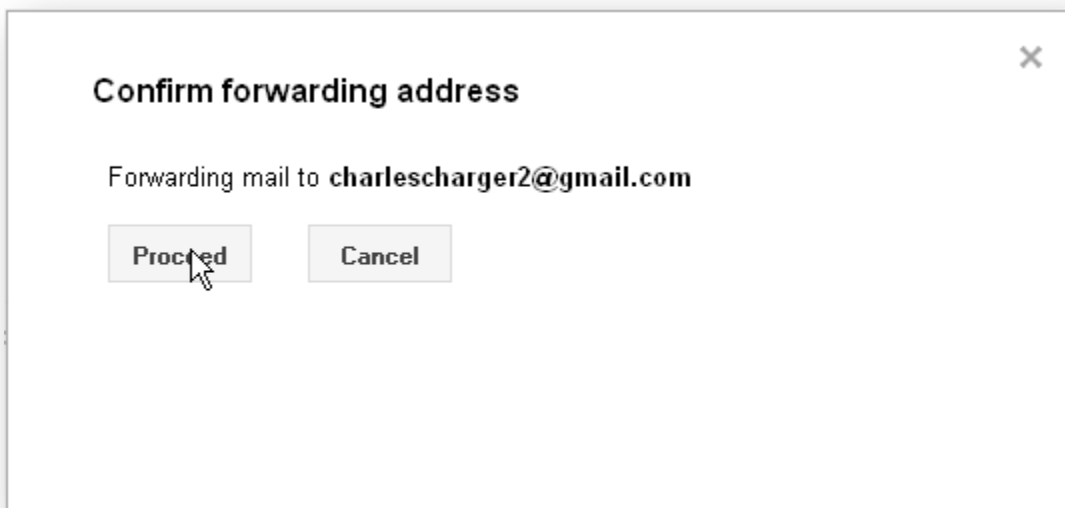 Confirm forwarding address
Forwarding mail to charlescharger2@gmail.com
Proceed Cancel